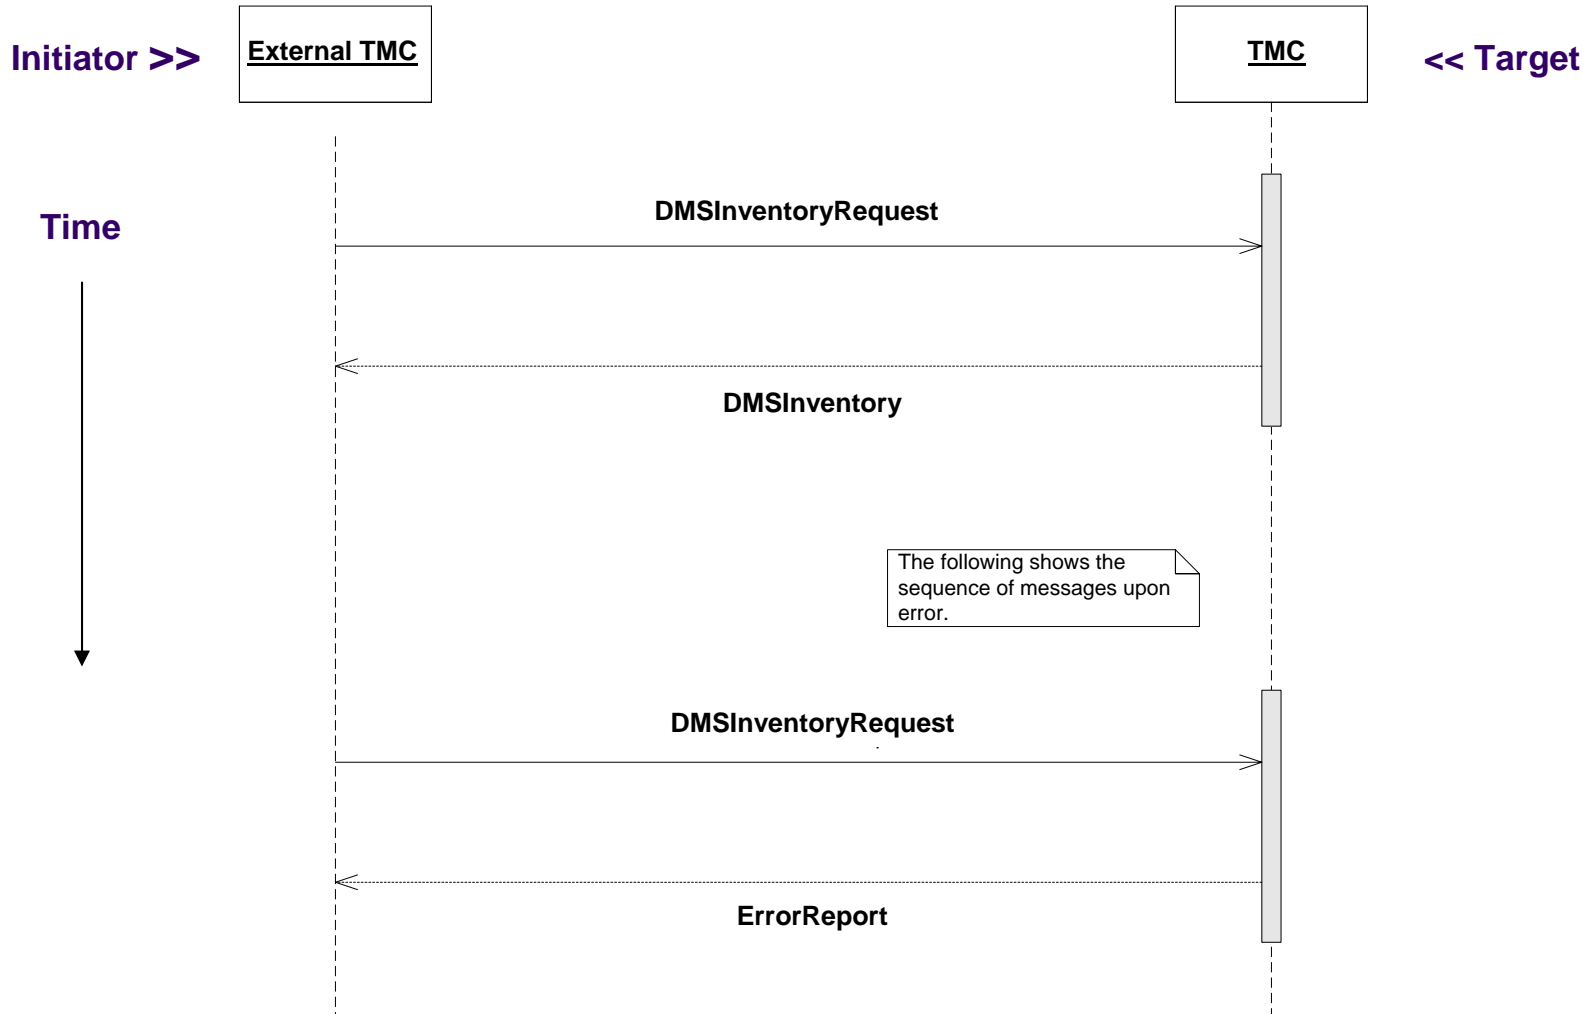 Initiator >>
External TMC
TMC
<< Target
Time
DMSInventoryRequest
DMSInventory
The following shows the
sequence of messages upon
error.
DMSInventoryRequest
ErrorReport